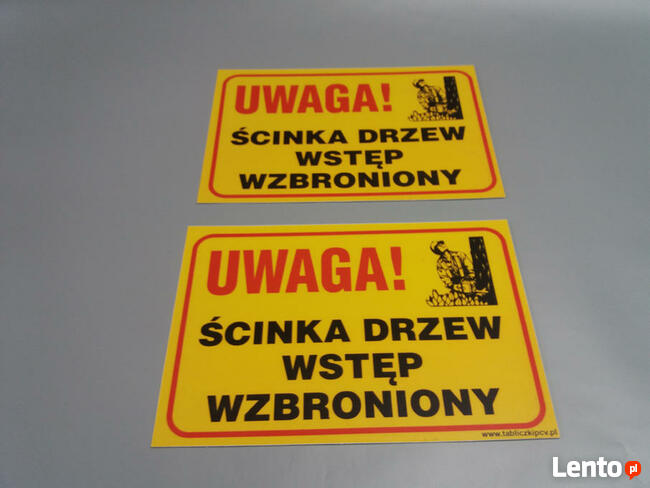 UWAGA!
ŚCINKA DRZEW
WSTĘP
WZBRONIONY
UWAGA!
ŚCINKA DRZEW
WSTĘP
WZBRONIONY
www.tabliczkipcv.pl
Lento.pl